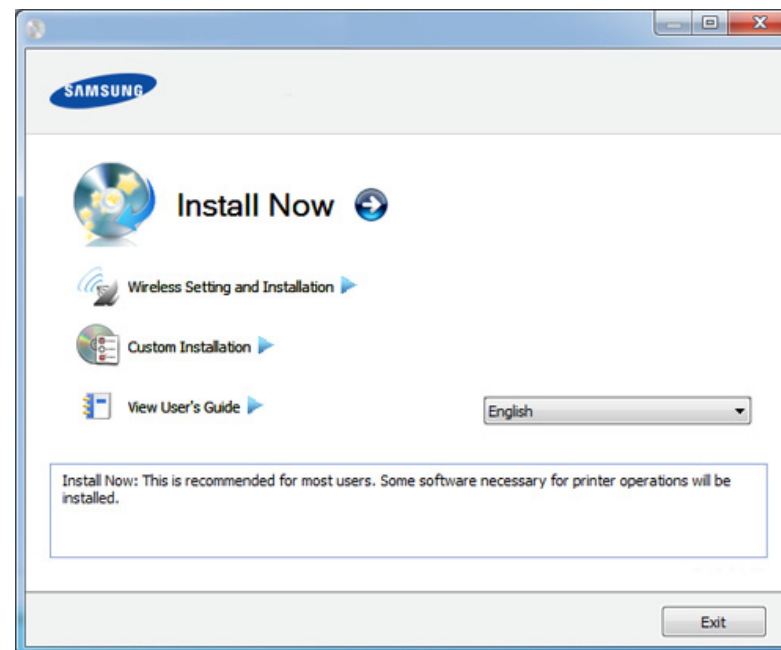 SAMSUNG
Install Now
Wireless Setting and Installation
Custom Installation
View User's Guide
English
Install Now: This is recommended for most users. Some software necessary for printer operations will be
installed.
Exit